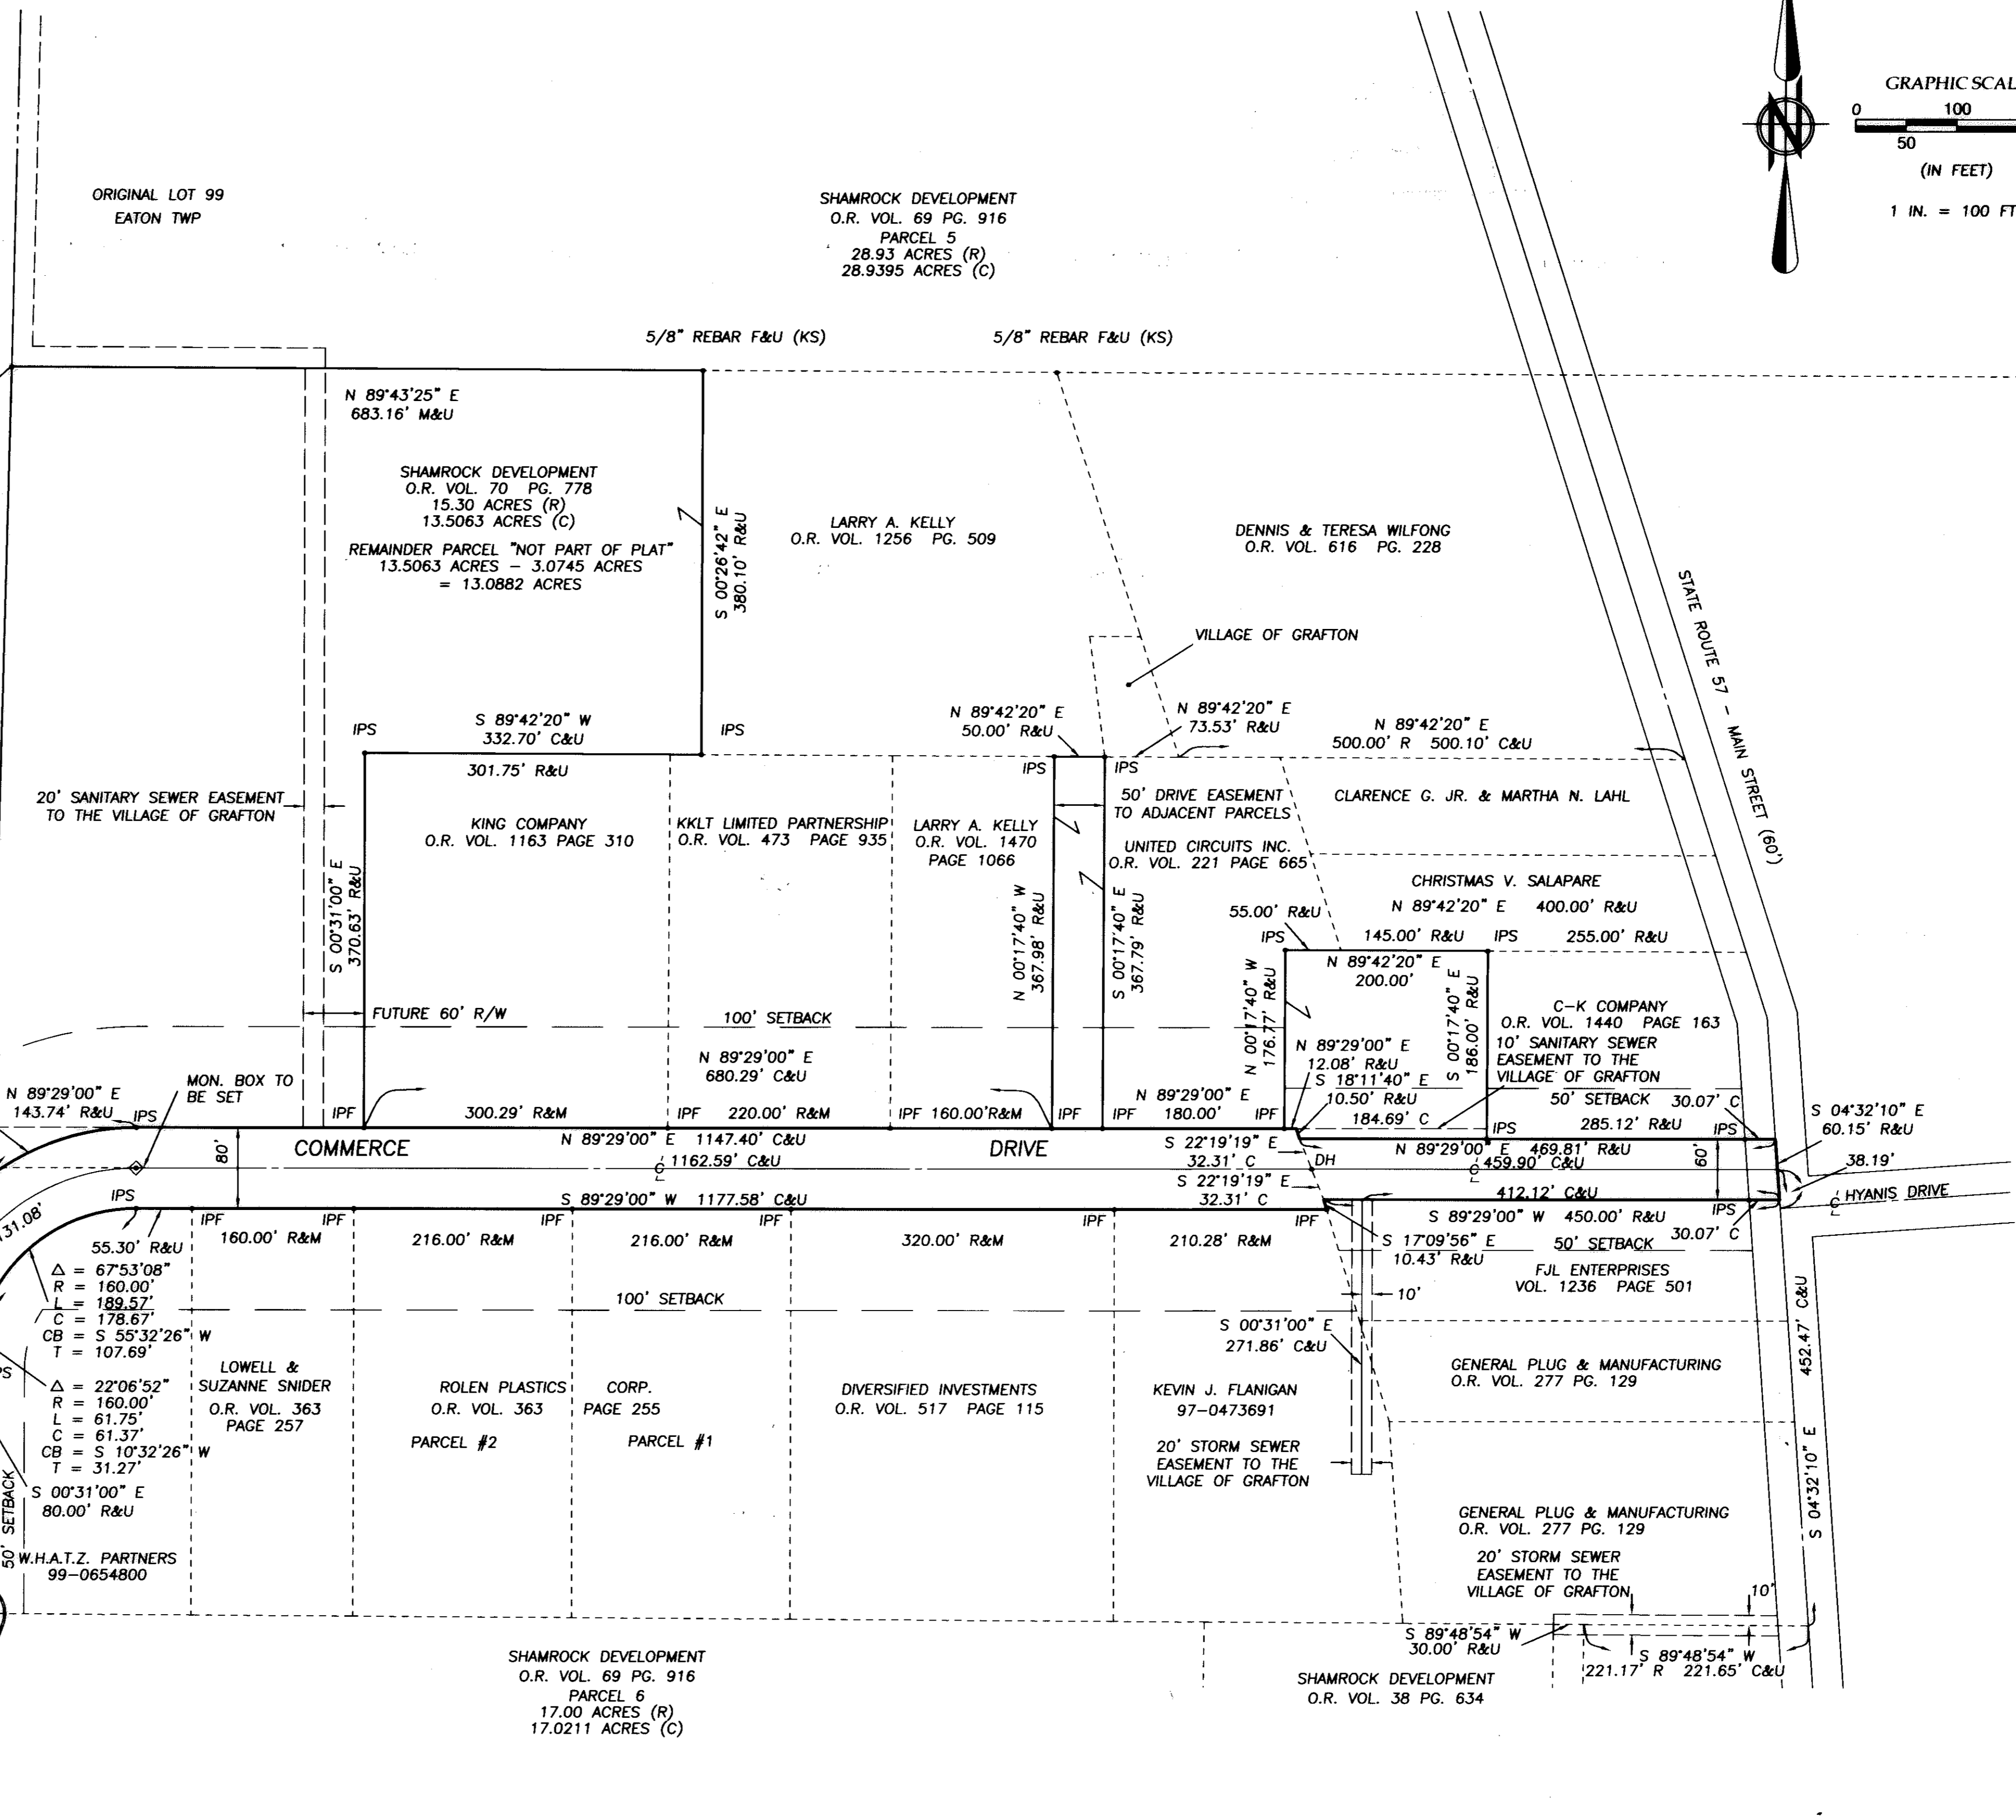 GRAPHIC SCAL
0 100
50
(IN FEET)
1 IN. = 100 FT
N
ORIGINAL LOT 99
EATON TWP
SHAMROCK DEVELOPMENT
O.R. VOL. 69 PG. 916
PARCEL 5
28.93 ACRES (R)
28.9395 ACRES (C)
5/8" REBAR F&U (KS)
5/8" REBAR F&U (KS)
N 89°43'25" E
683.16' M&U
SHAMROCK DEVELOPMENT
O.R. VOL. 70 PG. 778
15.30 ACRES (R)
13.5063 ACRES (C)
REMAINDER PARCEL "NOT PART OF PLAT"
13.5063 ACRES – 3.0745 ACRES
= 13.0882 ACRES
S 00°26'42" E
380.10' R&U
LARRY A. KELLY
O.R. VOL. 1256 PG. 509
DENNIS & TERESA WILFONG
O.R. VOL. 616 PG. 228
STATE ROUTE 57 – MAIN STREET (60')
VILLAGE OF GRAFTON
IPS
S 89°42'20" W
332.70' C&U
IPS
301.75' R&U
N 89°42'20" E
50.00' R&U
N 89°42'20" E
73.53' R&U
N 89°42'20" E
500.00' R 500.10' C&U
IPS
IPS
20' SANITARY SEWER EASEMENT
TO THE VILLAGE OF GRAFTON
KING COMPANY
O.R. VOL. 1163 PAGE 310
KKLT LIMITED PARTNERSHIP
O.R. VOL. 473 PAGE 935
LARRY A. KELLY
O.R. VOL. 1470
PAGE 1066
50' DRIVE EASEMENT
TO ADJACENT PARCELS
UNITED CIRCUITS INC.
O.R. VOL. 221 PAGE 665
CLARENCE G. JR. & MARTHA N. LAHL
CHRISTMAS V. SALAPARE
N 89°42'20" E 400.00' R&U
55.00' R&U
IPS
145.00' R&U
IPS
255.00' R&U
S 00°31'00" E
370.63' R&U
N 00°17'40" W
367.98' R&U
S 00°17'40" E
367.79' R&U
N 00°17'40" W
176.77' R&U
N 89°42'20" E
200.00'
S 00°17'40" E
186.00' R&U
C–K COMPANY
O.R. VOL. 1440 PAGE 163
10' SANITARY SEWER
EASEMENT TO THE
VILLAGE OF GRAFTON
FUTURE 60' R/W
100' SETBACK
N 89°29'00" E
680.29' C&U
N 89°29'00" E
12.08' R&U
S 18°11'40" E
10.50' R&U
184.69' C
50' SETBACK
30.07' C
285.12' R&U
IPS
IPS
S 04°32'10" E
60.15' R&U
38.19'
N 89°29'00" E
143.74' R&U
IPS
MON. BOX TO
BE SET
IPF
300.29' R&M
IPF
220.00' R&M
IPF
160.00'R&M
IPF
IPF
N 89°29'00" E
180.00'
IPF
80'
COMMERCE
DRIVE
N 89°29'00" E 1147.40' C&U
1162.59' C&U
S 89°29'00" W 1177.58' C&U
S 22°19'19" E
32.31' C
DH
S 22°19'19" E
32.31' C
N 89°29'00" E 469.81' R&U
459.90' C&U
412.12' C&U
60'
HYANIS DRIVE
IPS
S 89°29'00" W 450.00' R&U
30.07' C
S 17°09'56" E
10.43' R&U
50' SETBACK
IPS
31.08'
55.30' R&U
IPF
160.00' R&M
IPF
216.00' R&M
IPF
216.00' R&M
IPF
320.00' R&M
IPF
210.28' R&M
IPF
Δ = 67°53'08"
R = 160.00'
L = 189.57'
C = 178.67'
CB = S 55°32'26" W
T = 107.69'
100' SETBACK
FJL ENTERPRISES
VOL. 1236 PAGE 501
10'
S 00°31'00" E
271.86' C&U
452.47' C&U
S 04°32'10" E
PS
Δ = 22°06'52"
R = 160.00'
L = 61.75'
C = 61.37'
CB = S 10°32'26" W
T = 31.27'
S 00°31'00" E
80.00' R&U
50' SETBACK
W.H.A.T.Z. PARTNERS
99–0654800
LOWELL &
SUZANNE SNIDER
O.R. VOL. 363
PAGE 257
ROLEN PLASTICS CORP.
O.R. VOL. 363 PAGE 255
PARCEL #2 PARCEL #1
DIVERSIFIED INVESTMENTS
O.R. VOL. 517 PAGE 115
KEVIN J. FLANIGAN
97–0473691
20' STORM SEWER
EASEMENT TO THE
VILLAGE OF GRAFTON
GENERAL PLUG & MANUFACTURING
O.R. VOL. 277 PG. 129
GENERAL PLUG & MANUFACTURING
O.R. VOL. 277 PG. 129
20' STORM SEWER
EASEMENT TO THE
VILLAGE OF GRAFTON
10'
S 89°48'54" W
30.00' R&U
S 89°48'54" W
221.17' R 221.65' C&U
SHAMROCK DEVELOPMENT
O.R. VOL. 69 PG. 916
PARCEL 6
17.00 ACRES (R)
17.0211 ACRES (C)
SHAMROCK DEVELOPMENT
O.R. VOL. 38 PG. 634